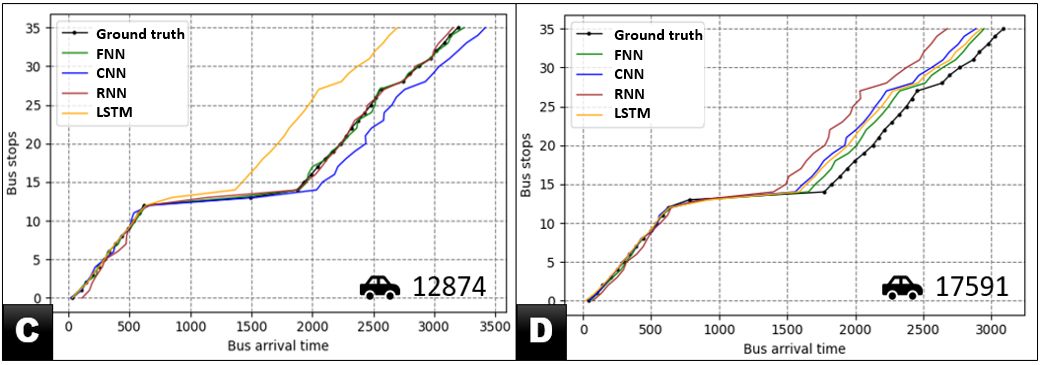 35
30
25
20
15
10
5
0
Bus stops
Ground truth
FNN
CNN
RNN
LSTM
12874
0 500 1000 1500 2000 2500 3000 3500
Bus arrival time
C
35
30
25
20
15
10
5
0
Bus stops
Ground truth
FNN
CNN
RNN
LSTM
17591
0 500 1000 1500 2000 2500 3000
Bus arrival time
D